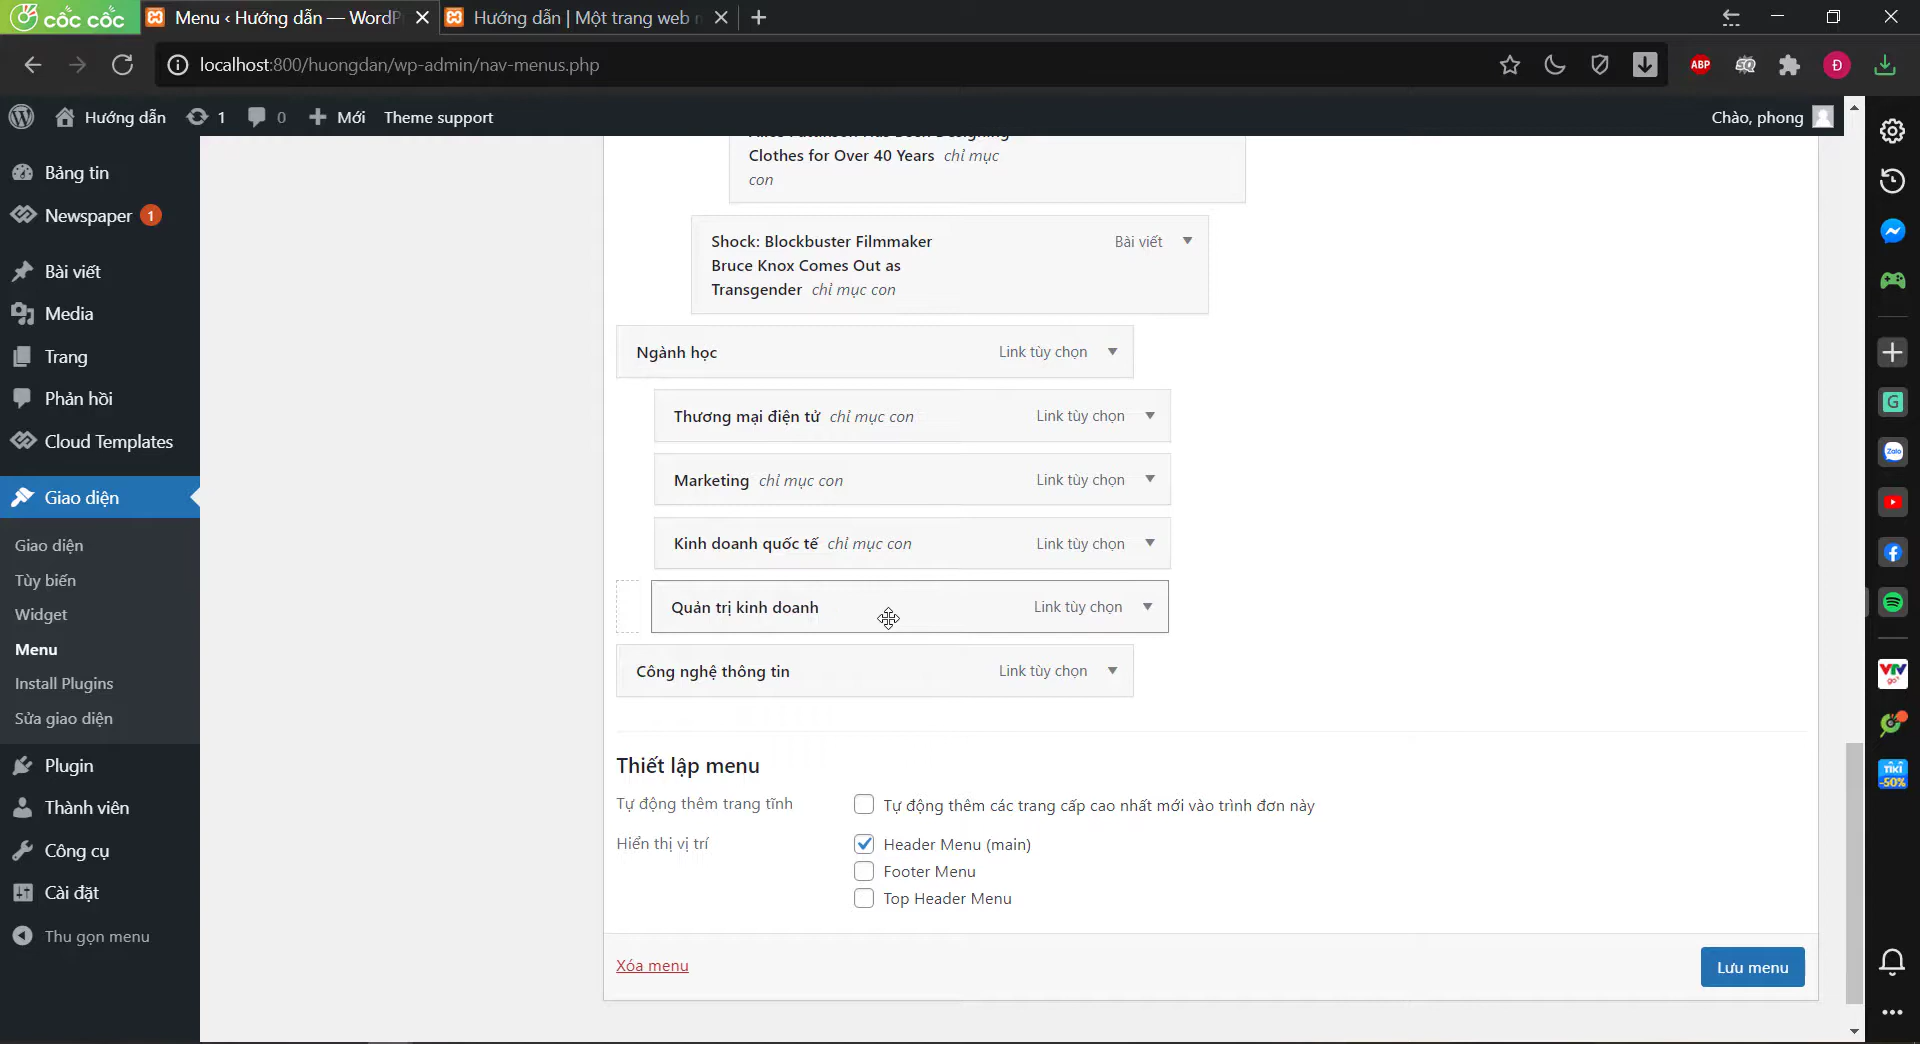 cốc cốc
Menu ‹ Hướng dẫn — WordP
Hướng dẫn | Một trang web
localhost:800/huongdan/wp-admin/nav-menus.php
ABP
Đ
Hướng dẫn
1
0
Mới
Theme support
Chào, phong
Bảng tin
Newspaper 1
Bài viết
Media
Trang
Phản hồi
Cloud Templates
Giao diện
Giao diện
Tùy biến
Widget
Menu
Install Plugins
Sửa giao diện
Plugin
Thành viên
Công cụ
Cài đặt
Thu gọn menu
Clothes for Over 40 Years chỉ mục
con
Shock: Blockbuster Filmmaker Bài viết
Bruce Knox Comes Out as
Transgender chỉ mục con
Ngành học Link tùy chọn
Thương mại điện tử chỉ mục con Link tùy chọn
Marketing chỉ mục con Link tùy chọn
Kinh doanh quốc tế chỉ mục con Link tùy chọn
Quản trị kinh doanh Link tùy chọn
Công nghệ thông tin Link tùy chọn
Thiết lập menu
Tự động thêm trang tĩnh
Tự động thêm các trang cấp cao nhất mới vào trình đơn này
Hiển thị vị trí
Header Menu (main)
Footer Menu
Top Header Menu
Xóa menu
Lưu menu
G
Zalo
VTV
go
TIKI
-50%